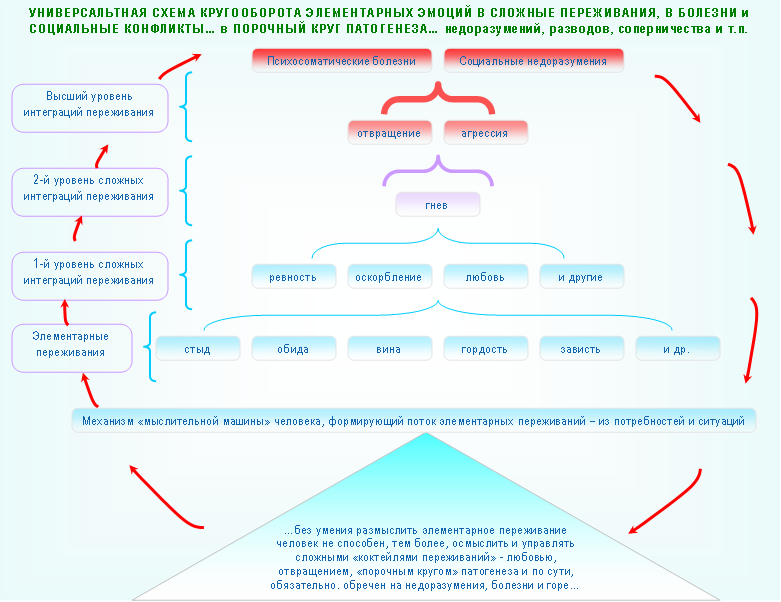 УНИВЕРСАЛЬТНАЯ СХЕМА КРУГООБОРОТА ЭЛЕМЕНТАРНЫХ ЭМОЦИЙ В СЛОЖНЫЕ ПЕРЕЖИВАНИЯ, В БОЛЕЗНИ и
СОЦИАЛЬНЫЕ КОНФЛИКТЫ... в ПОРОЧНЫЙ КРУГ ПАТОГЕНЕЗА... недоразумений, разводов, соперничества и т.п.
Психосоматические болезни
Социальные недоразумения
Высший уровень
интеграций переживания
отвращение
агрессия
2-й уровень сложных
интеграций переживания
гнев
1-й уровень сложных
интеграций переживания
ревность
оскорбление
любовь
и другие
Элементарные
переживания
стыд
обида
вина
гордость
зависть
и др.
Механизм «мыслительной машины» человека, формирующий поток элементарных переживаний – из потребностей и ситуаций
...без умения размыслить элементарное переживание
человек не способен, тем более, осмыслить и управлять
сложными «коктейлями переживаний» - любовью,
отвращением, «порочным кругом» патогенеза и по сути,
обязательно. обречен на недоразумения, болезни и горе...